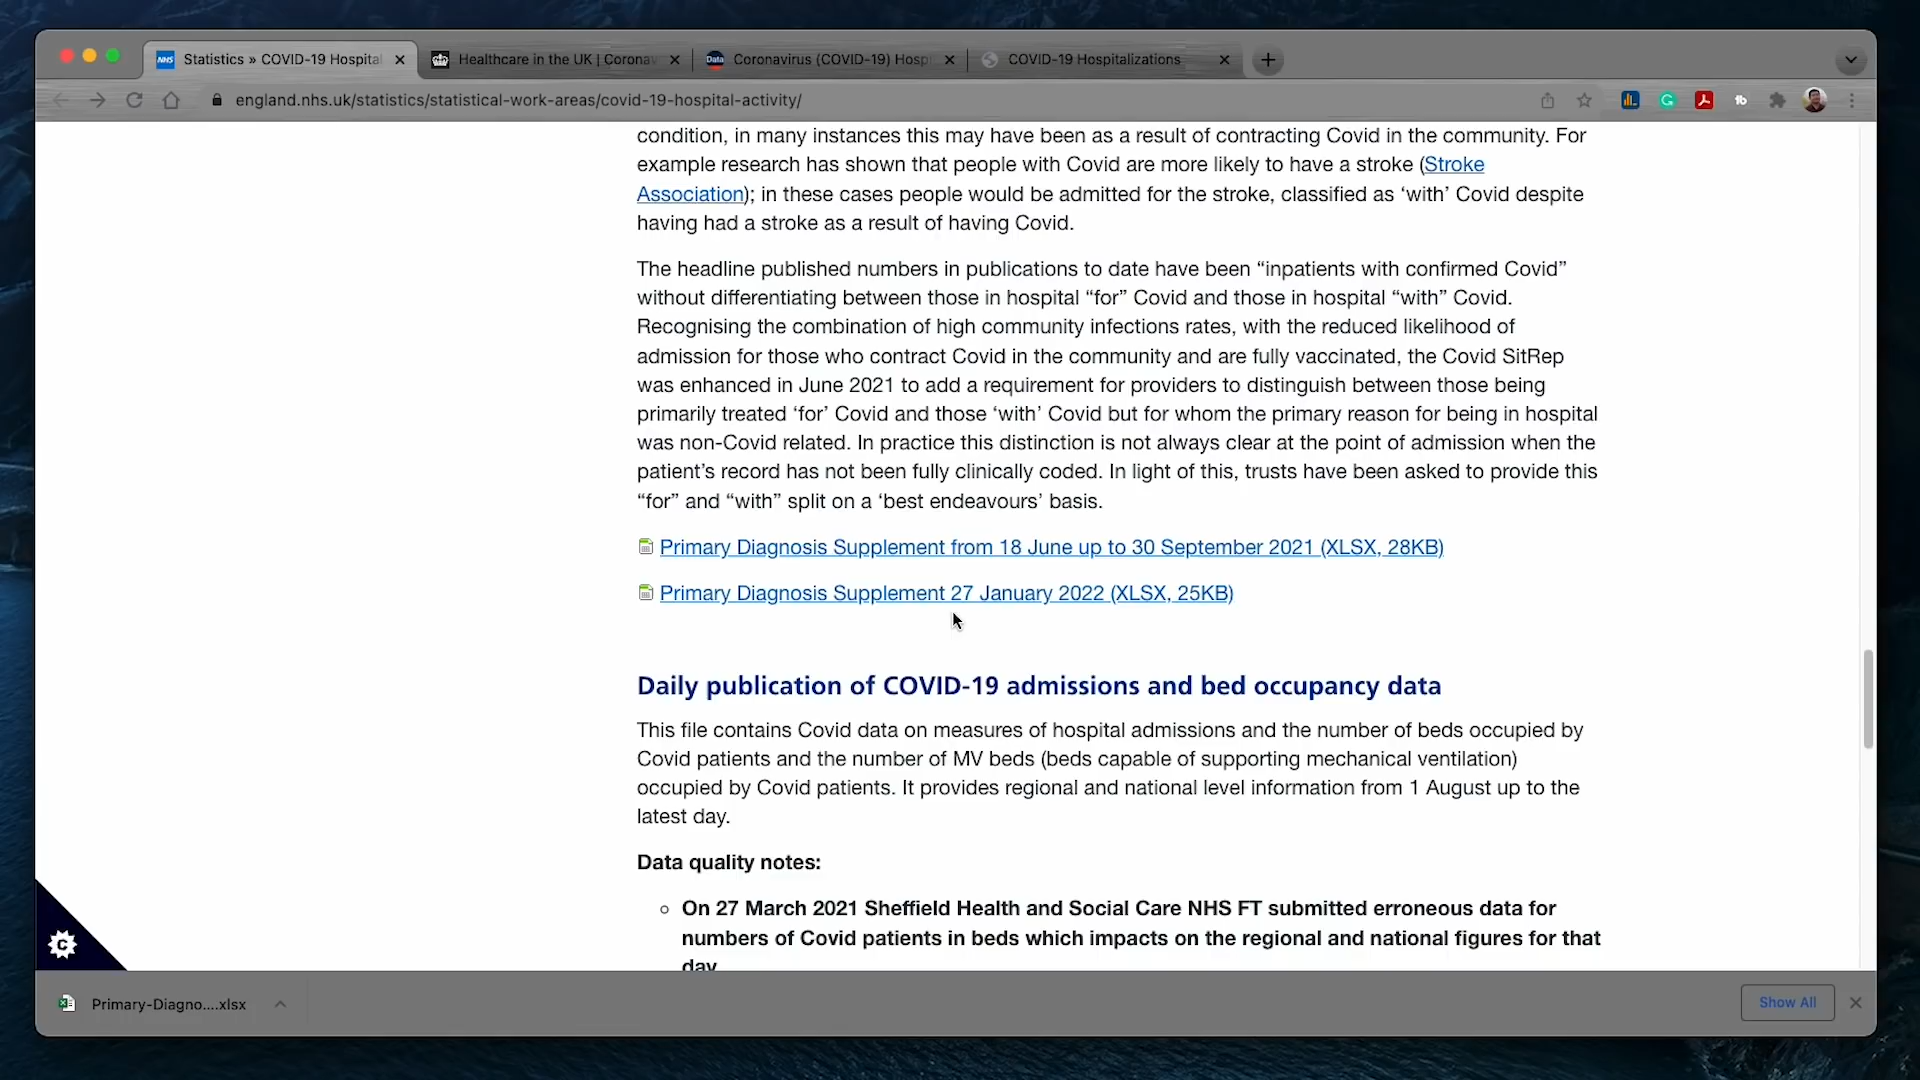 NHS Statistics » COVID-19 Hospital
Healthcare in the UK | Corona
Data Coronavirus (COVID-19) Hosp
COVID-19 Hospitalizations
england.nhs.uk/statistics/statistical-work-areas/covid-19-hospital-activity/
condition, in many instances this may have been as a result of contracting Covid in the community. For
example research has shown that people with Covid are more likely to have a stroke (Stroke
Association); in these cases people would be admitted for the stroke, classified as ‘with’ Covid despite
having had a stroke as a result of having Covid.
The headline published numbers in publications to date have been “inpatients with confirmed Covid”
without differentiating between those in hospital “for” Covid and those in hospital “with” Covid.
Recognising the combination of high community infections rates, with the reduced likelihood of
admission for those who contract Covid in the community and are fully vaccinated, the Covid SitRep
was enhanced in June 2021 to add a requirement for providers to distinguish between those being
primarily treated ‘for’ Covid and those ‘with’ Covid but for whom the primary reason for being in hospital
was non-Covid related. In practice this distinction is not always clear at the point of admission when the
patient’s record has not been fully clinically coded. In light of this, trusts have been asked to provide this
“for” and “with” split on a ‘best endeavours’ basis.
Primary Diagnosis Supplement from 18 June up to 30 September 2021 (XLSX, 28KB)
Primary Diagnosis Supplement 27 January 2022 (XLSX, 25KB)
Daily publication of COVID-19 admissions and bed occupancy data
This file contains Covid data on measures of hospital admissions and the number of beds occupied by
Covid patients and the number of MV beds (beds capable of supporting mechanical ventilation)
occupied by Covid patients. It provides regional and national level information from 1 August up to the
latest day.
Data quality notes:
On 27 March 2021 Sheffield Health and Social Care NHS FT submitted erroneous data for
numbers of Covid patients in beds which impacts on the regional and national figures for that
day
Primary-Diagno....xlsx
Show All